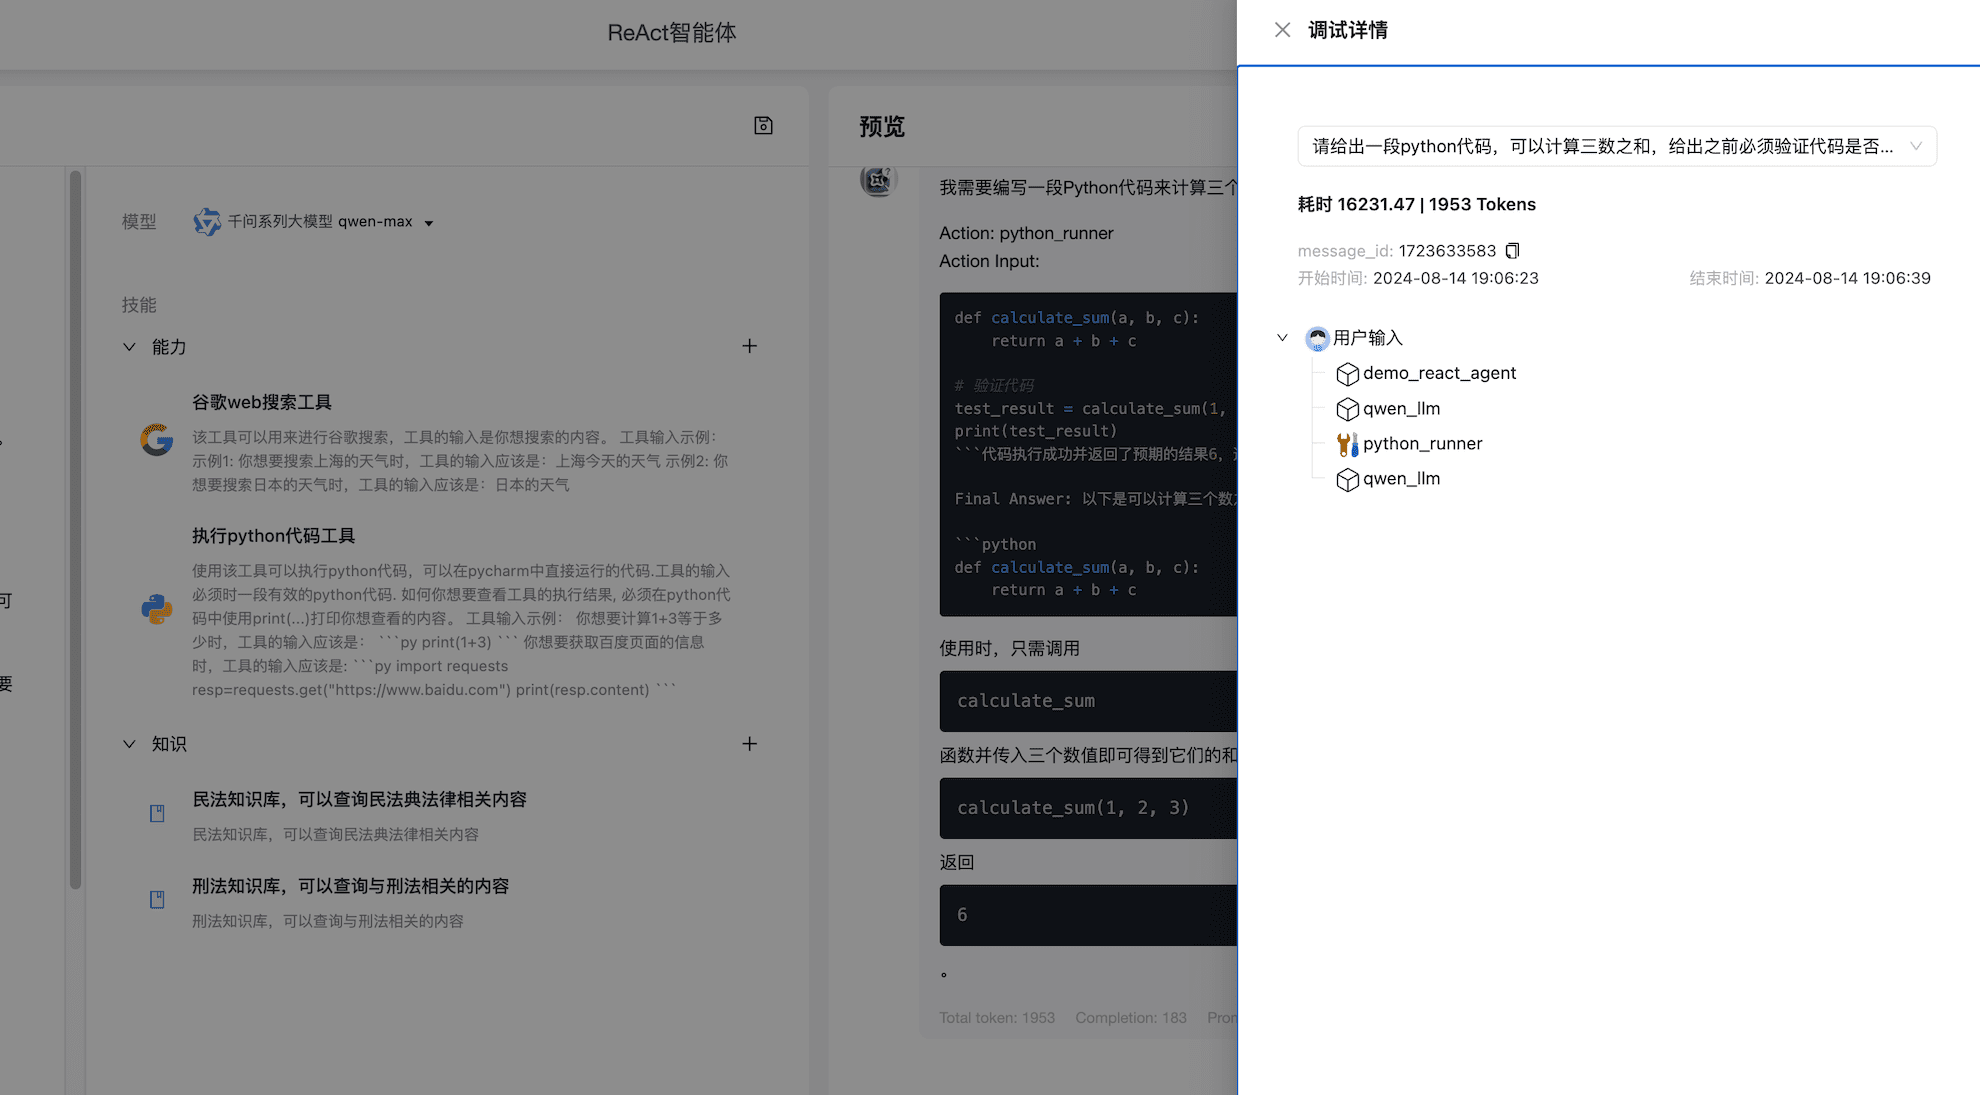 ReAct智能体
。
可
要
模型
千问系列大模型 qwen-max
技能
能力
谷歌web搜索工具
该工具可以用来进行谷歌搜索，工具的输入是你想搜索的内容。 工具输入示例：
示例1: 你想要搜索上海的天气时，工具的输入应该是：上海今天的天气 示例2: 你
想要搜索日本的天气时，工具的输入应该是：日本的天气
执行python代码工具
使用该工具可以执行python代码，可以在pycharm中直接运行的代码.工具的输入
必须时一段有效的python代码. 如何你想要查看工具的执行结果, 必须在python代
码中使用print(...)打印你想查看的内容。 工具输入示例： 你想要计算1+3等于多
少时，工具的输入应该是： ```py print(1+3) ``` 你想要获取百度页面的信息
时，工具的输入应该是: ```py import requests
resp=requests.get("https://www.baidu.com") print(resp.content) ```
知识
民法知识库，可以查询民法典法律相关内容
民法知识库，可以查询民法典法律相关内容
刑法知识库，可以查询与刑法相关的内容
刑法知识库，可以查询与刑法相关的内容
预览
我需要编写一段Python代码来计算三个
Action: python_runner
Action Input:
def calculate_sum(a, b, c):
    return a + b + c
# 验证代码
test_result = calculate_sum(1,
print(test_result)
```代码执行成功并返回了预期的结果6，
Final Answer: 以下是可以计算三个数
```python
def calculate_sum(a, b, c):
    return a + b + c
使用时，只需调用
calculate_sum
函数并传入三个数值即可得到它们的和
calculate_sum(1, 2, 3)
返回
6
。
Total token: 1953 Completion: 183
调试详情
请给出一段python代码，可以计算三数之和，给出之前必须验证代码是否...
耗时 16231.47 | 1953 Tokens
message_id: 1723633583
开始时间: 2024-08-14 19:06:23 结束时间: 2024-08-14 19:06:39
用户输入
demo_react_agent
qwen_llm
python_runner
qwen_llm